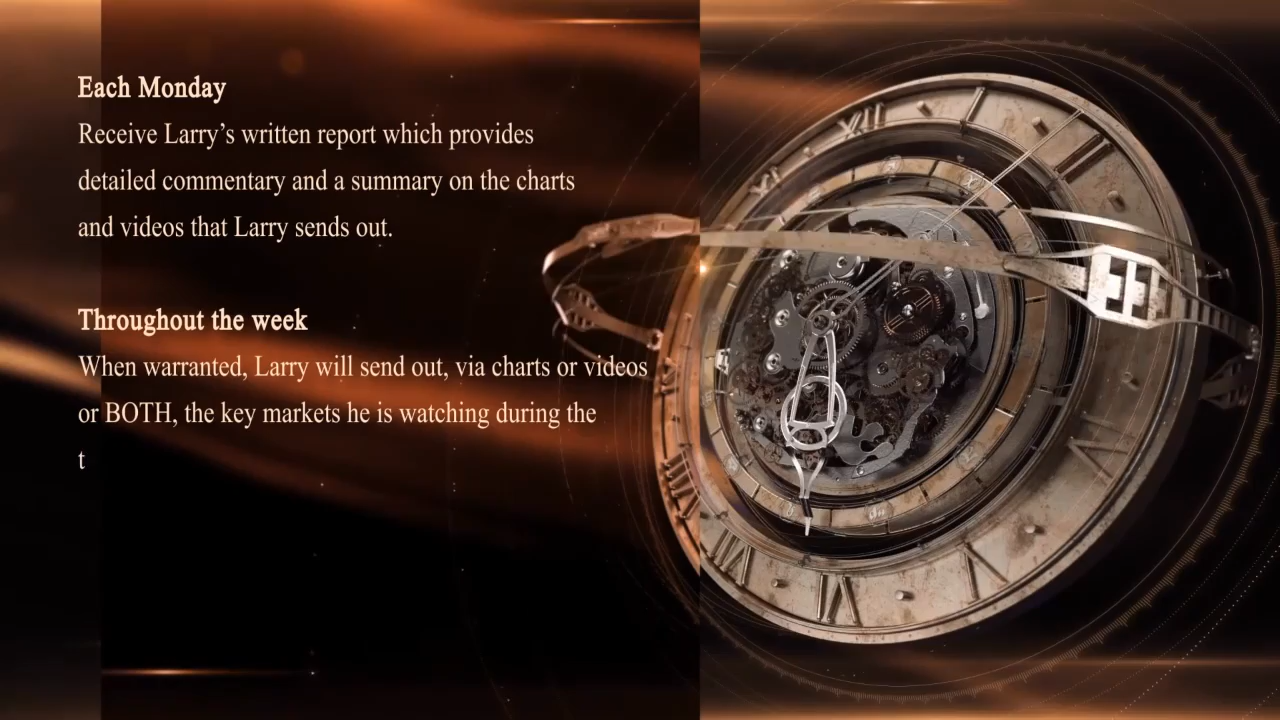 Each Monday
Receive Larry’s written report which provides
detailed commentary and a summary on the charts
and videos that Larry sends out.
Throughout the week
When warranted, Larry will send out, via charts or videos
or BOTH, the key markets he is watching during the
t